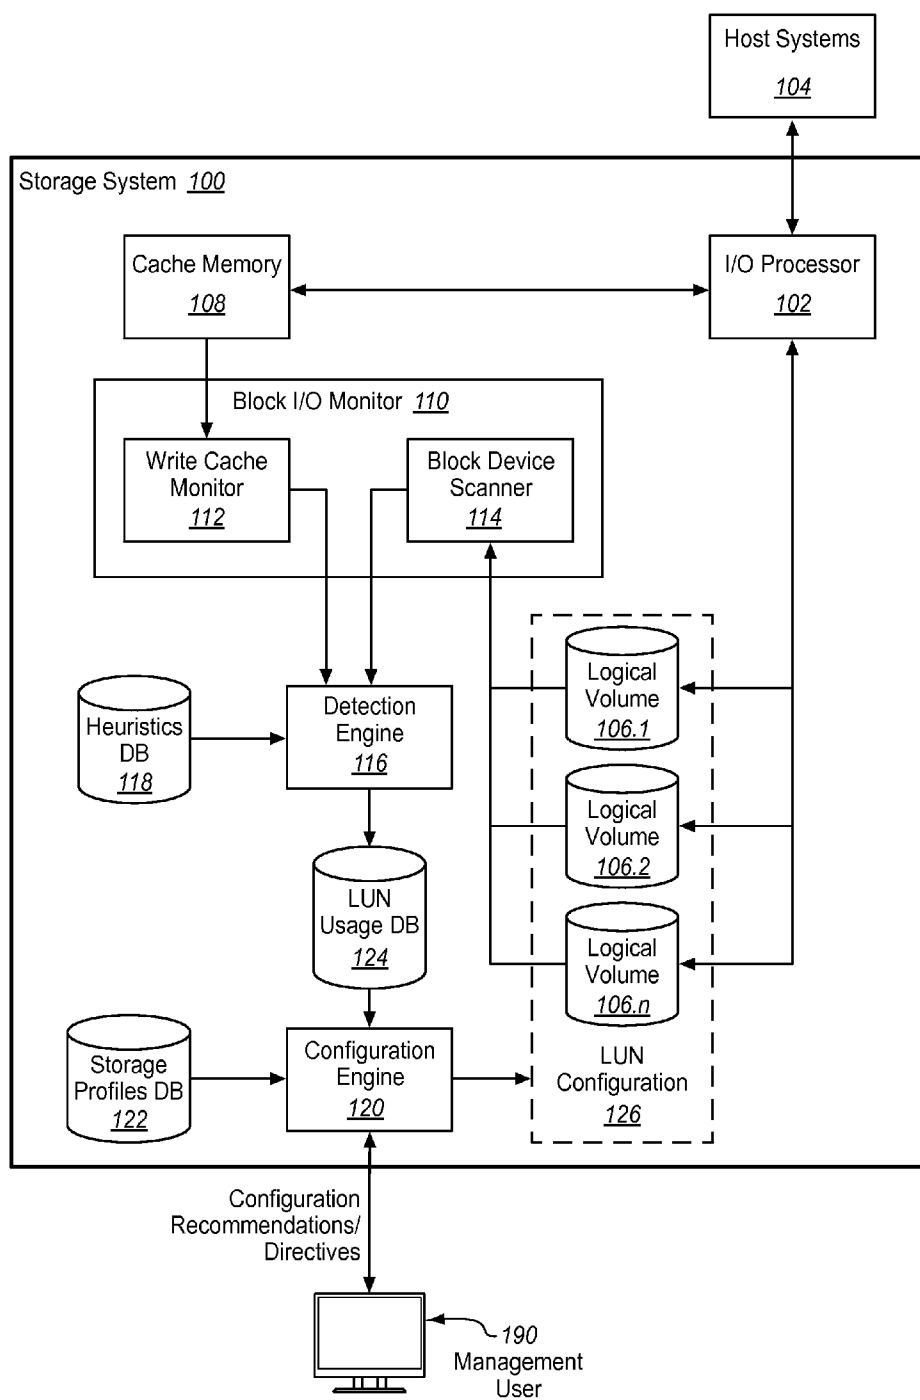 Host Systems
104
Storage System 100
Cache Memory
108
I/O Processor
102
Block I/O Monitor 110
Write Cache
Monitor
112
Block Device
Scanner
114
Logical
Volume
106.1
Heuristics
DB
118
Detection
Engine
116
Logical
Volume
106.2
LUN
Usage DB
124
Logical
Volume
106.n
Storage
Profiles DB
122
Configuration
Engine
120
LUN
Configuration
126
Configuration
Recommendations/
Directives
190
Management
User